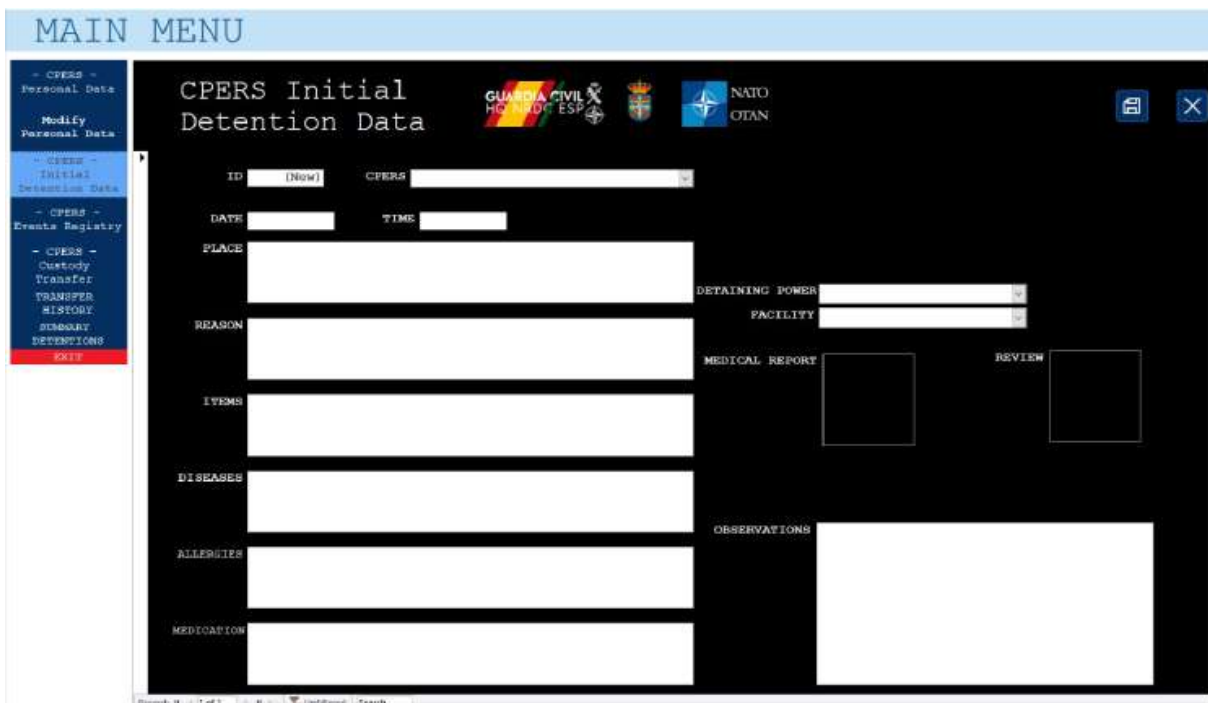 MAIN MENU
- CPERS -
Personal Data
Modify
Personal Data
- CPERS -
Initial
Detention Data
- CPERS -
Events Registry
- CPERS -
Custody
Transfer
TRANSFER
HISTORY
SUMMARY
DETENTIONS
EXIT
CPERS Initial
Detention Data
GUARDIA CIVIL
HQ NRDC ESP
NATO
OTAN
ID (New) CPERS
DATE TIME
PLACE
DETAINING POWER
FACILITY
REASON
MEDICAL REPORT REVIEW
ITEMS
DISEASES
OBSERVATIONS
ALLERGIES
MEDICATION